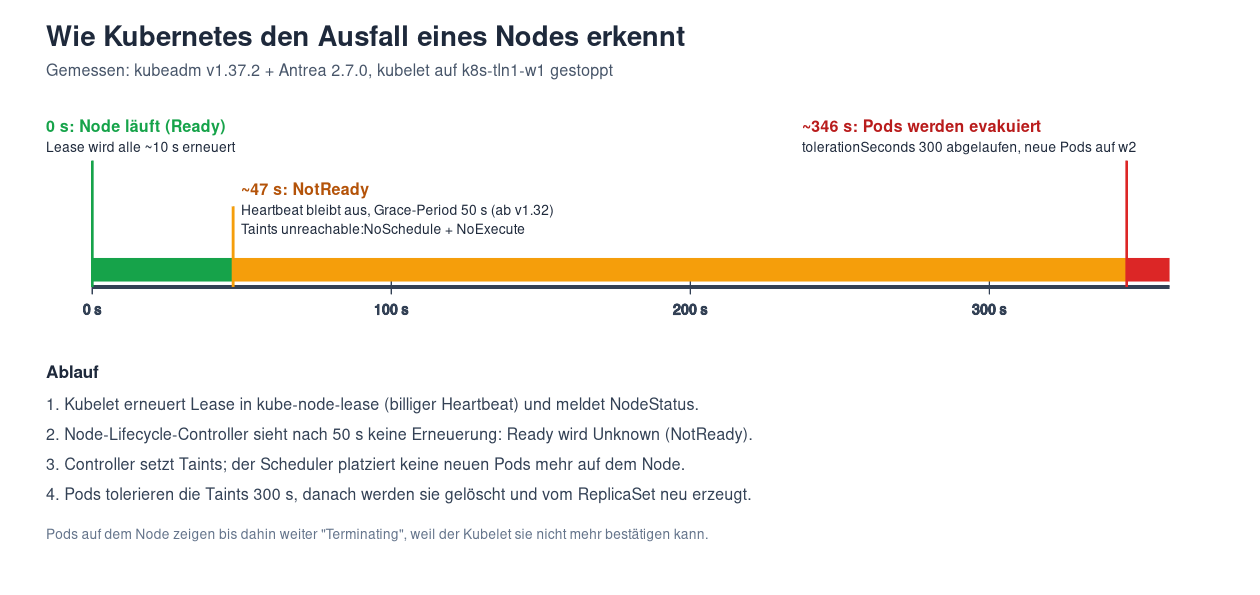 Wie Kubernetes den Ausfall eines Nodes erkennt
Gemessen: kubeadm v1.37.2 + Antrea 2.7.0, kubelet auf k8s-tln1-w1 gestoppt
0 s: Node läuft (Ready)
Lease wird alle ~10 s erneuert
~346 s: Pods werden evakuiert
tolerationSeconds 300 abgelaufen, neue Pods auf w2
~47 s: NotReady
Heartbeat bleibt aus, Grace-Period 50 s (ab v1.32)
Taints unreachable:NoSchedule + NoExecute
0 s 100 s 200 s 300 s
Ablauf
1. Kubelet erneuert Lease in kube-node-lease (billiger Heartbeat) und meldet NodeStatus.
2. Node-Lifecycle-Controller sieht nach 50 s keine Erneuerung: Ready wird Unknown (NotReady).
3. Controller setzt Taints; der Scheduler platziert keine neuen Pods mehr auf dem Node.
4. Pods tolerieren die Taints 300 s, danach werden sie gelöscht und vom ReplicaSet neu erzeugt.
Pods auf dem Node zeigen bis dahin weiter "Terminating", weil der Kubelet sie nicht mehr bestätigen kann.